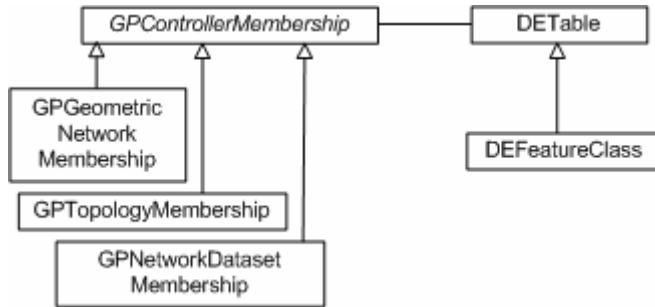 GPControllerMembership
DETable
GPGeometric
Network
Membership
DEFeatureClass
GPTopologyMembership
GPNetworkDataset
Membership